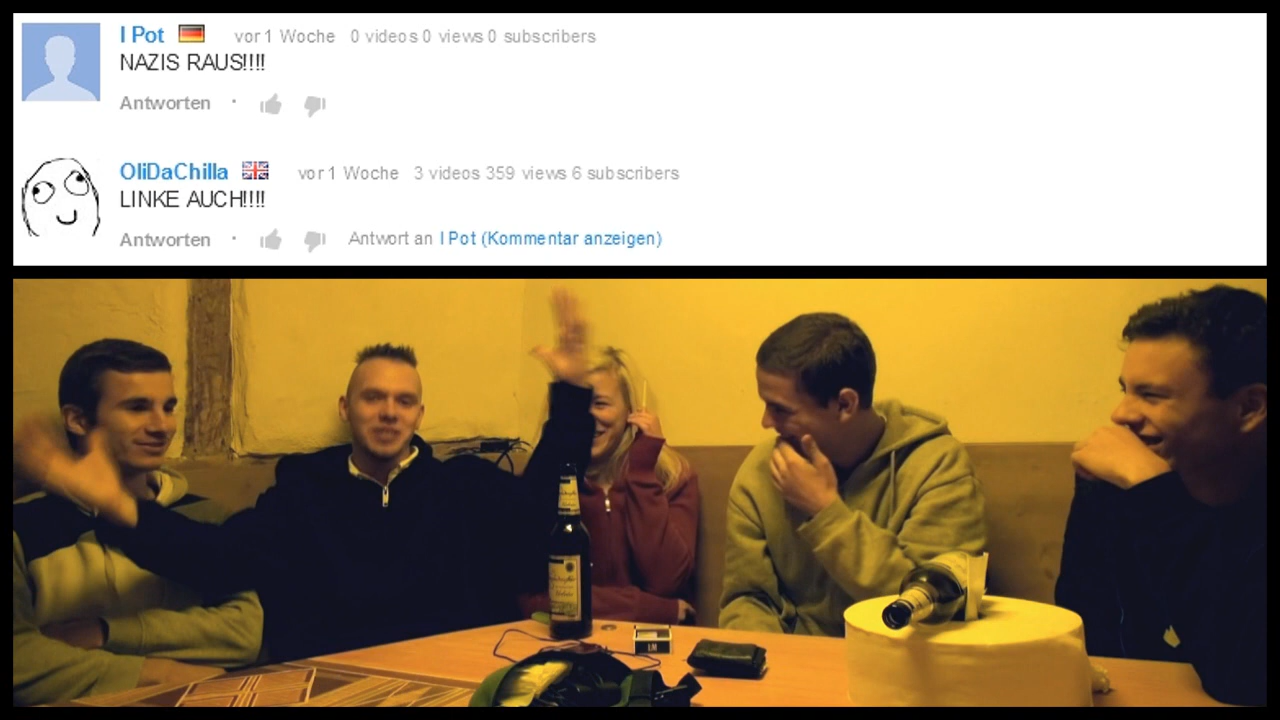 I Pot vor 1 Woche 0 videos 0 views 0 subscribers
NAZIS RAUS!!!!
Antworten ·
OliDaChilla vor 1 Woche 3 videos 359 views 6 subscribers
LINKE AUCH!!!!
Antworten · Antwort an I Pot (Kommentar anzeigen)
LM